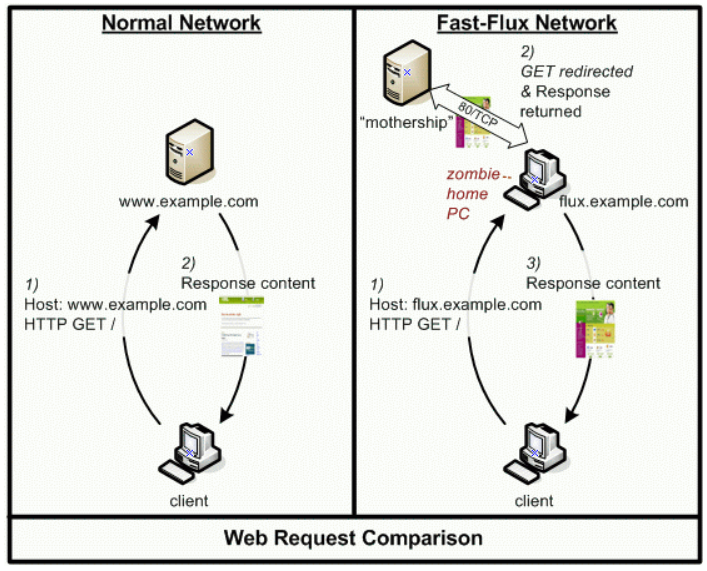 Normal Network
www.example.com
1)
Host: www.example.com
HTTP GET /
2)
Response content
client
Fast-Flux Network
2)
GET redirected
& Response
returned
80/TCP
"mothership"
zombie --
home
PC
flux.example.com
1)
Host: flux.example.com
HTTP GET /
3)
Response content
client
Web Request Comparison